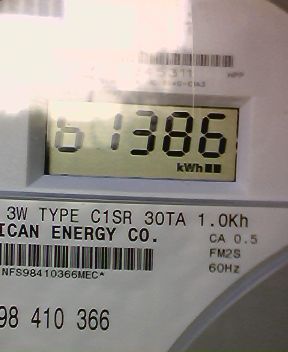 61386
kWh
3W TYPE C1SR 30TA 1.0Kh
ICAN ENERGY CO.
CA 0.5
FM2S
NFS98410366MEC*
60Hz
98 410 366